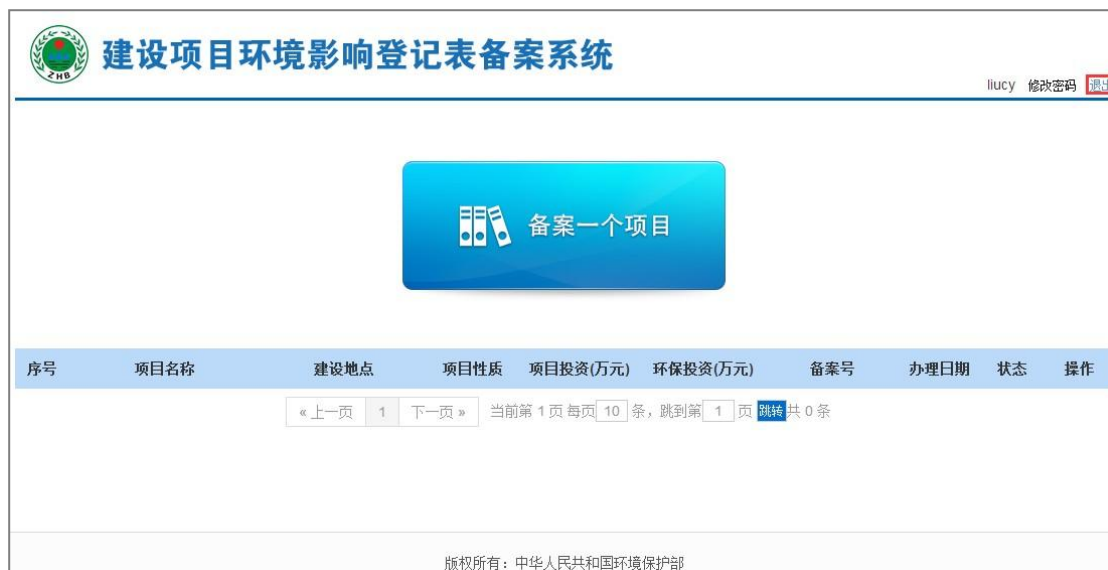 建设项目环境影响登记表备案系统
ZHB
liucy 修改密码 退出
备案一个项目
序号 项目名称 建设地点 项目性质 项目投资(万元) 环保投资(万元) 备案号 办理日期 状态 操作
« 上一页 1 下一页 » 当前第 1 页 每页 10 条，跳到第 1 页 跳转 共 0 条
版权所有：中华人民共和国环境保护部